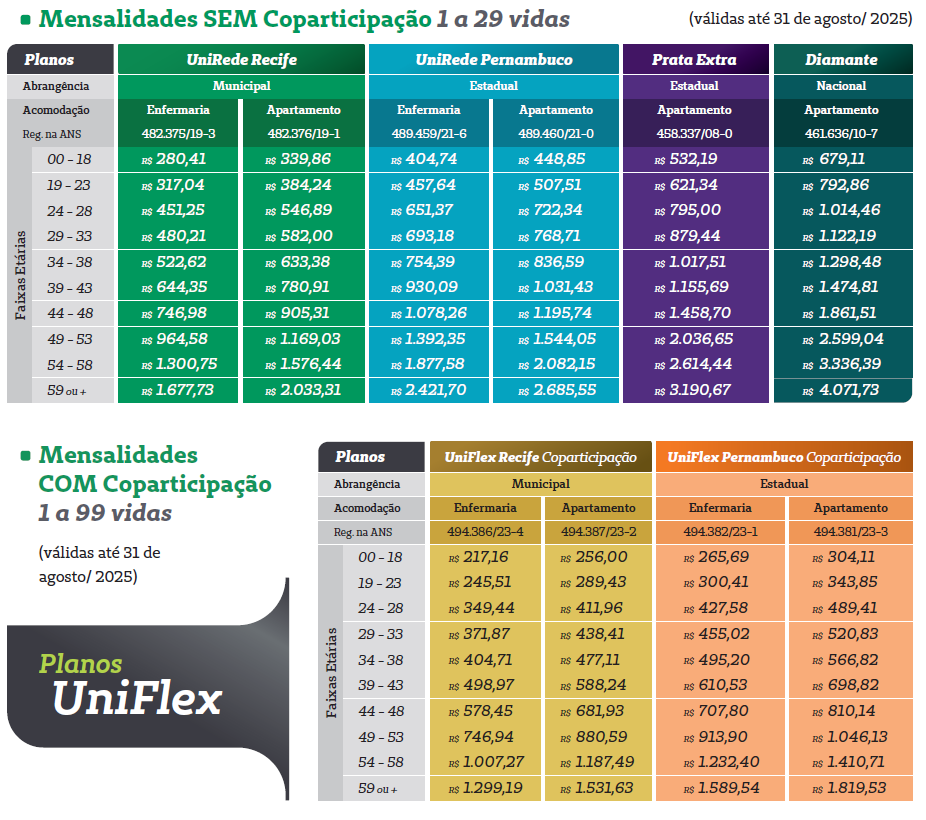 Mensalidades SEM Coparticipação 1 a 29 vidas (válidas até 31 de agosto/ 2025)
Planos UniRede Recife UniRede Pernambuco Prata Extra Diamante
Abrangência Municipal Estadual Estadual Nacional
Acomodação Enfermaria Apartamento Enfermaria Apartamento Apartamento Apartamento
Reg. na ANS 482.375/19-3 482.376/19-1 489.459/21-6 489.460/21-0 458.337/08-0 461.636/10-7
Faixas Etárias
00 – 18 R$ 280,41 R$ 339,86 R$ 404,74 R$ 448,85 R$ 532,19 R$ 679,11
19 – 23 R$ 317,04 R$ 384,24 R$ 457,64 R$ 507,51 R$ 621,34 R$ 792,86
24 – 28 R$ 451,25 R$ 546,89 R$ 651,37 R$ 722,34 R$ 795,00 R$ 1.014,46
29 – 33 R$ 480,21 R$ 582,00 R$ 693,18 R$ 768,71 R$ 879,44 R$ 1.122,19
34 – 38 R$ 522,62 R$ 633,38 R$ 754,39 R$ 836,59 R$ 1.017,51 R$ 1.298,48
39 – 43 R$ 644,35 R$ 780,91 R$ 930,09 R$ 1.031,43 R$ 1.155,69 R$ 1.474,81
44 – 48 R$ 746,98 R$ 905,31 R$ 1.078,26 R$ 1.195,74 R$ 1.458,70 R$ 1.861,51
49 – 53 R$ 964,58 R$ 1.169,03 R$ 1.392,35 R$ 1.544,05 R$ 2.036,65 R$ 2.599,04
54 – 58 R$ 1.300,75 R$ 1.576,44 R$ 1.877,58 R$ 2.082,15 R$ 2.614,44 R$ 3.336,39
59 ou + R$ 1.677,73 R$ 2.033,31 R$ 2.421,70 R$ 2.685,55 R$ 3.190,67 R$ 4.071,73
Mensalidades
COM Coparticipação
1 a 99 vidas
(válidas até 31 de
agosto/ 2025)
Planos
UniFlex
Planos UniFlex Recife Coparticipação UniFlex Pernambuco Coparticipação
Abrangência Municipal Estadual
Acomodação Enfermaria Apartamento Enfermaria Apartamento
Reg. na ANS 494.386/23-4 494.387/23-2 494.382/23-1 494.381/23-3
Faixas Etárias
00 – 18 R$ 217,16 R$ 256,00 R$ 265,69 R$ 304,11
19 – 23 R$ 245,51 R$ 289,43 R$ 300,41 R$ 343,85
24 – 28 R$ 349,44 R$ 411,96 R$ 427,58 R$ 489,41
29 – 33 R$ 371,87 R$ 438,41 R$ 455,02 R$ 520,83
34 – 38 R$ 404,71 R$ 477,11 R$ 495,20 R$ 566,82
39 – 43 R$ 498,97 R$ 588,24 R$ 610,53 R$ 698,82
44 – 48 R$ 578,45 R$ 681,93 R$ 707,80 R$ 810,14
49 – 53 R$ 746,94 R$ 880,59 R$ 913,90 R$ 1.046,13
54 – 58 R$ 1.007,27 R$ 1.187,49 R$ 1.232,40 R$ 1.410,71
59 ou + R$ 1.299,19 R$ 1.531,63 R$ 1.589,54 R$ 1.819,53